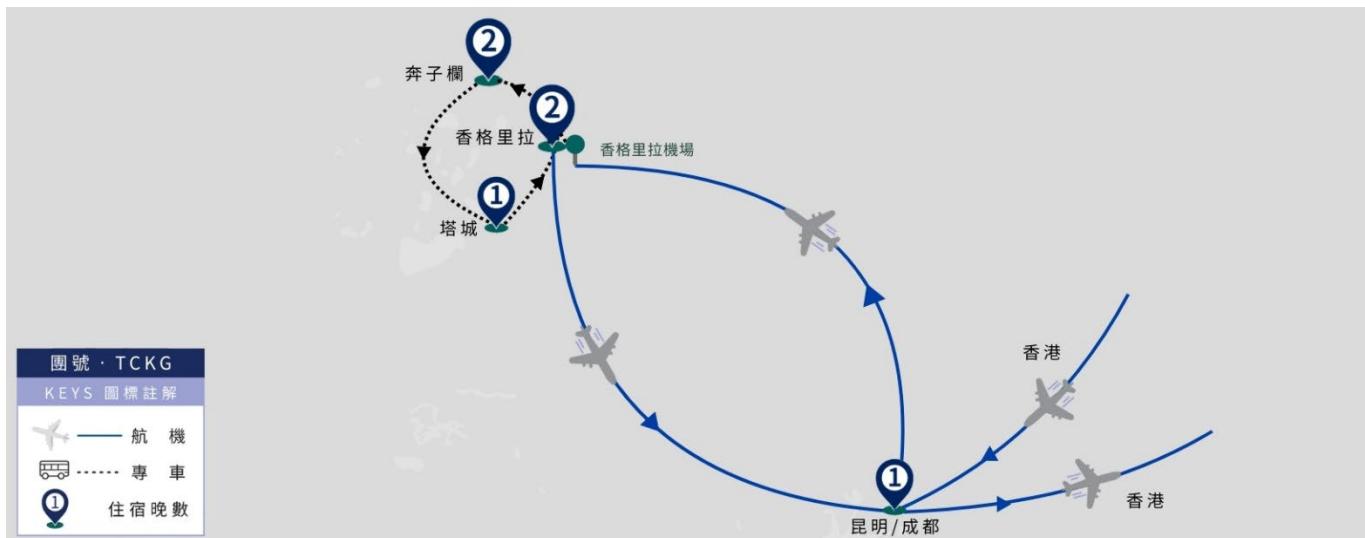 2
奔子欄
2
香格里拉
香格里拉機場
1
塔城
香港
香港
1
昆明/成都
團號 · TCKG
KEYS 圖標註解
航機
專車
1 住宿晚數